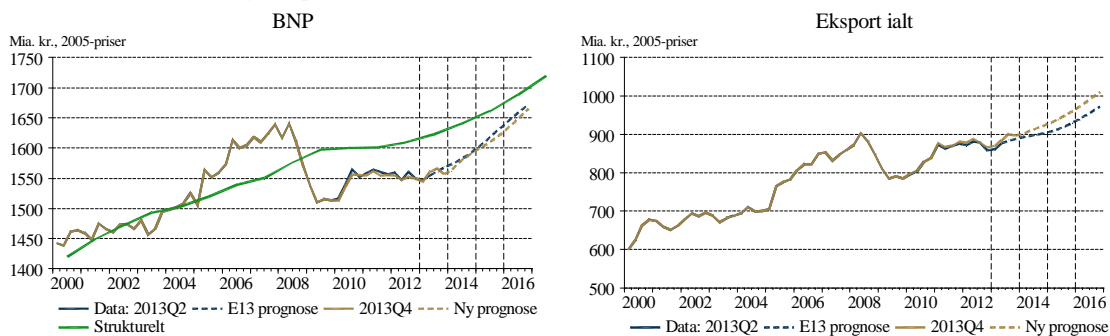 BNP
Mia. kr., 2005-priser
1750
1700
1650
1600
1550
1500
1450
1400
2000 2002 2004 2006 2008 2010 2012 2014 2016
Data: 2013Q2 E13 prognose 2013Q4 Ny prognose
Strukturelt
Eksport ialt
Mia. kr., 2005-priser
1100
1000
900
800
700
600
500
2000 2002 2004 2006 2008 2010 2012 2014 2016
Data: 2013Q2 E13 prognose 2013Q4 Ny prognose